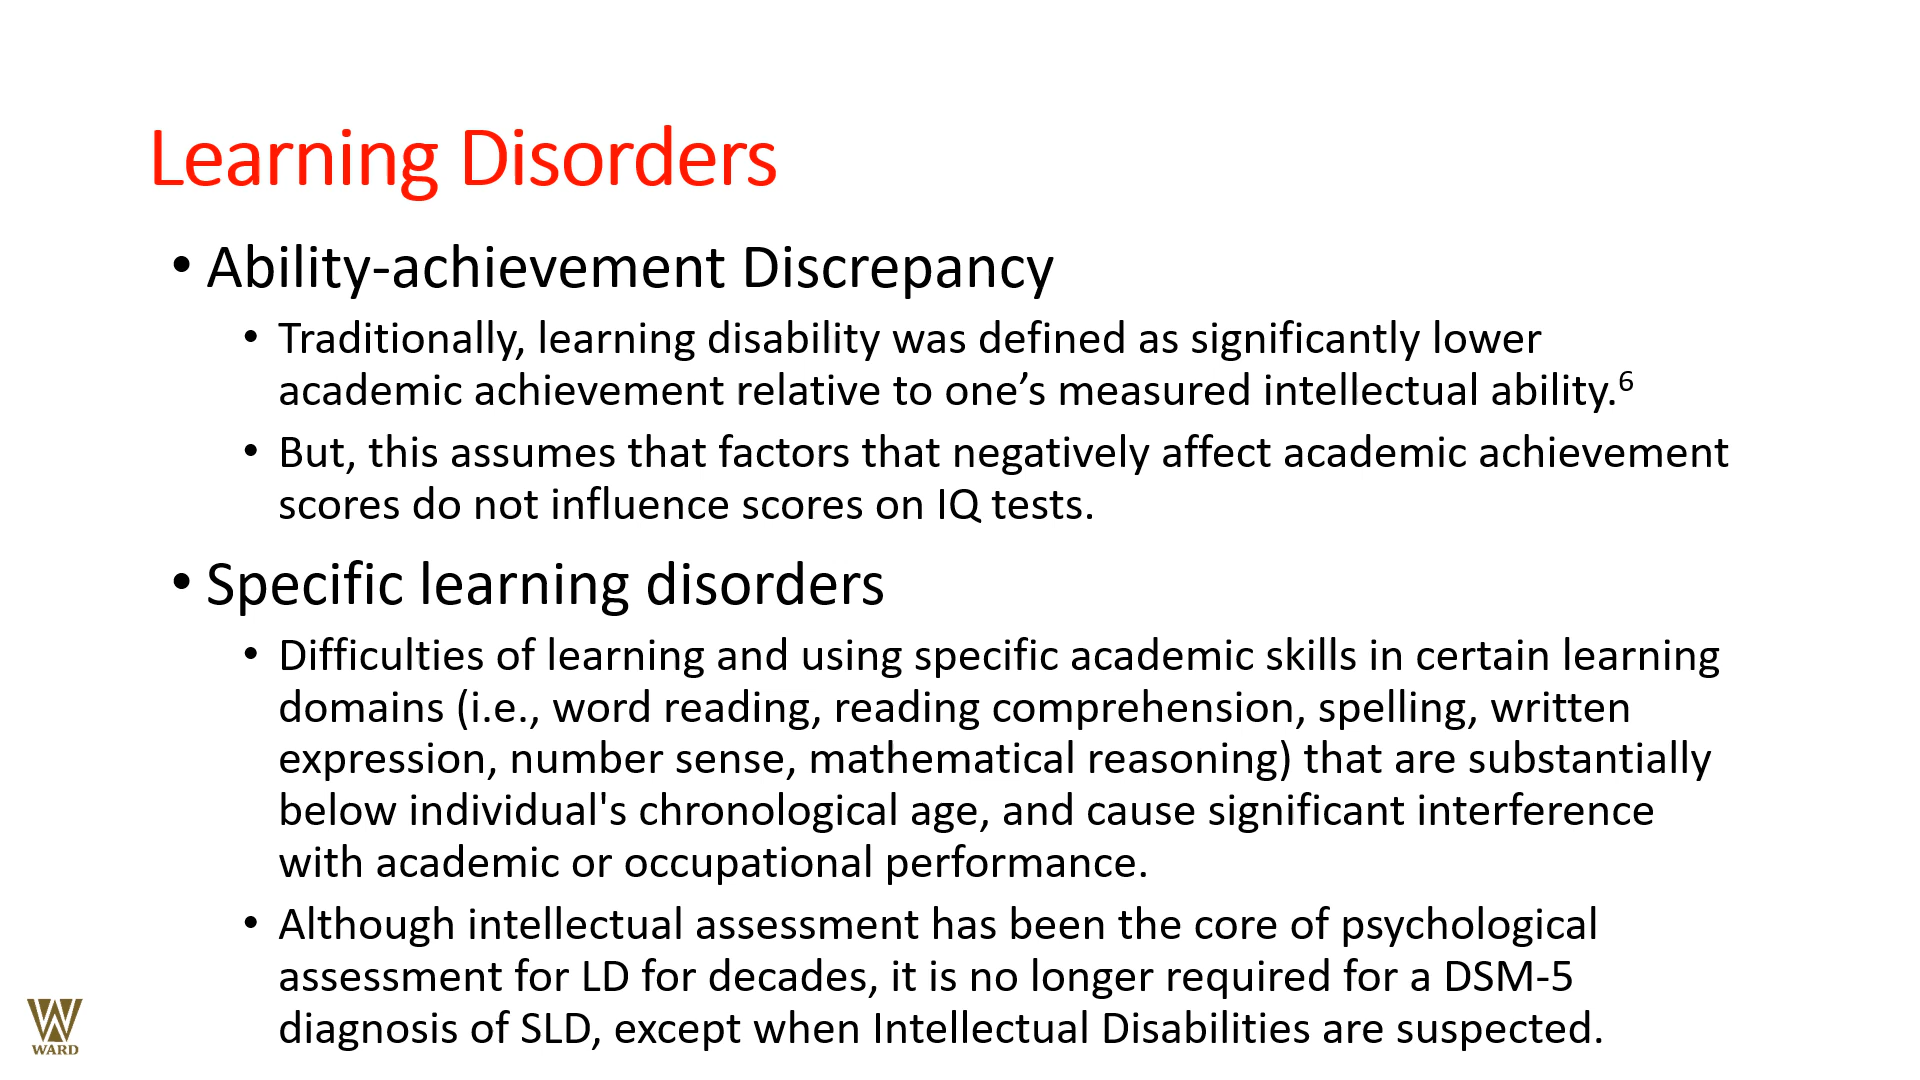 Learning Disorders
• Ability-achievement Discrepancy
• Traditionally, learning disability was defined as significantly lower
academic achievement relative to one’s measured intellectual ability.⁶
• But, this assumes that factors that negatively affect academic achievement
scores do not influence scores on IQ tests.
• Specific learning disorders
• Difficulties of learning and using specific academic skills in certain learning
domains (i.e., word reading, reading comprehension, spelling, written
expression, number sense, mathematical reasoning) that are substantially
below individual's chronological age, and cause significant interference
with academic or occupational performance.
• Although intellectual assessment has been the core of psychological
assessment for LD for decades, it is no longer required for a DSM-5
diagnosis of SLD, except when Intellectual Disabilities are suspected.
W
WARD